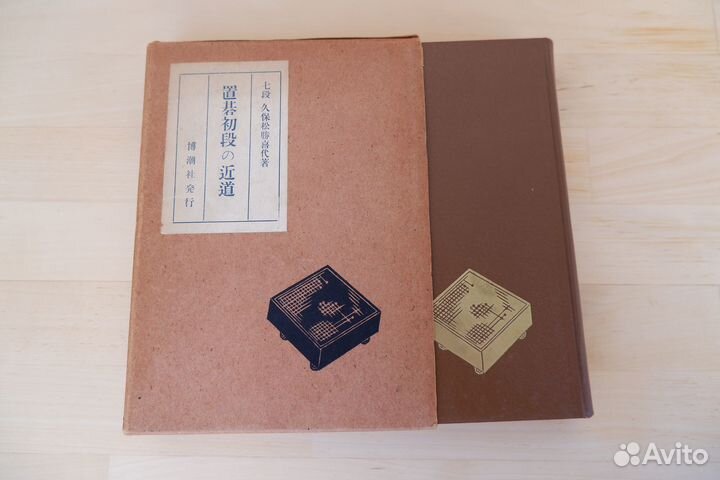 七段 久保松勝喜代著
置碁初段の近道
博潮社発行
Avito